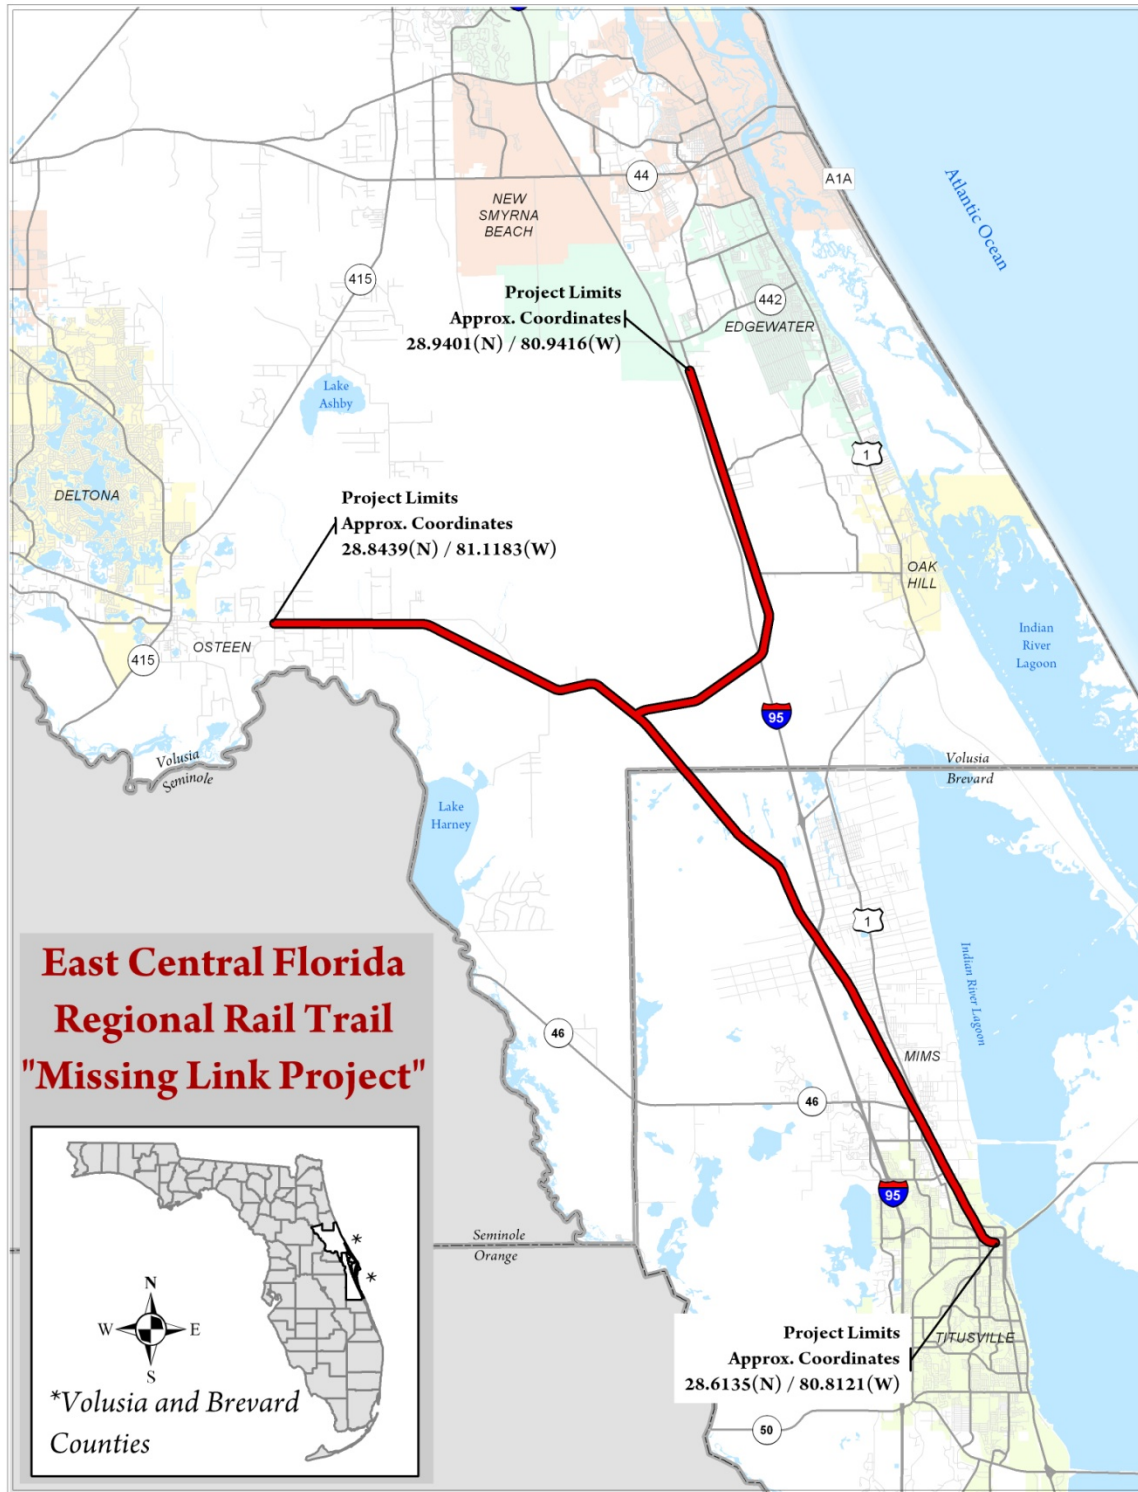 44
A1A
Atlantic Ocean
NEW
SMYRNA
BEACH
415
Project Limits
Approx. Coordinates
28.9401(N) / 80.9416(W)
442
EDGEWATER
Lake
Ashby
1
DELTONA
Project Limits
Approx. Coordinates
28.8439(N) / 81.1183(W)
OAK
HILL
Indian
River
Lagoon
OSTEEN
415
95
Volusia
Seminole
Volusia
Brevard
Lake
Harney
1
Indian River Lagoon
East Central Florida
Regional Rail Trail
"Missing Link Project"
46
MIMS
46
95
Seminole
Orange
N
W
E
S
*
*
*Volusia and Brevard
Counties
TITUSVILLE
Project Limits
Approx. Coordinates
28.6135(N) / 80.8121(W)
50